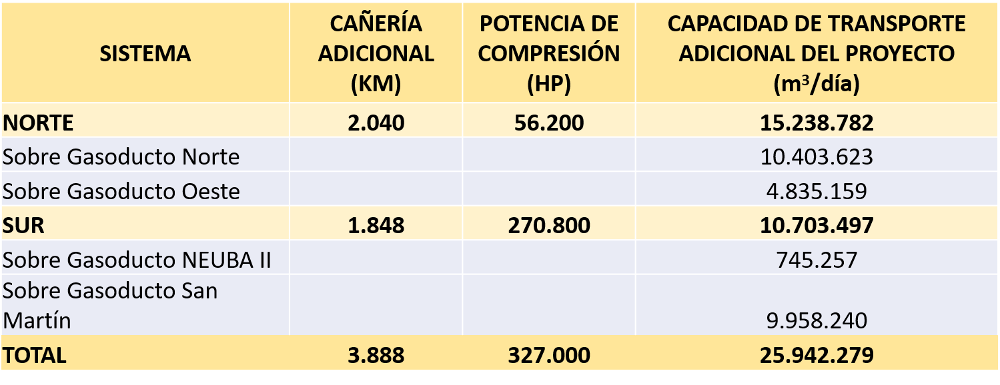 SISTEMA
CAÑERÍA
ADICIONAL
(KM)
POTENCIA DE
COMPRESIÓN
(HP)
CAPACIDAD DE TRANSPORTE
ADICIONAL DEL PROYECTO
(m³/día)
NORTE 2.040 56.200 15.238.782
Sobre Gasoducto Norte 10.403.623
Sobre Gasoducto Oeste 4.835.159
SUR 1.848 270.800 10.703.497
Sobre Gasoducto NEUBA II 745.257
Sobre Gasoducto San
Martín 9.958.240
TOTAL 3.888 327.000 25.942.279